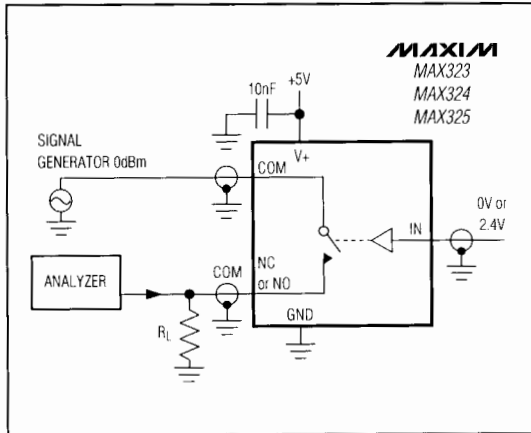 MAXIM
MAX323
MAX324
MAX325
+5V
10nF
SIGNAL
GENERATOR 0dBm
V+
COM
0V or
2.4V
IN
ANALYZER
COM
NC
or NO
RL
GND